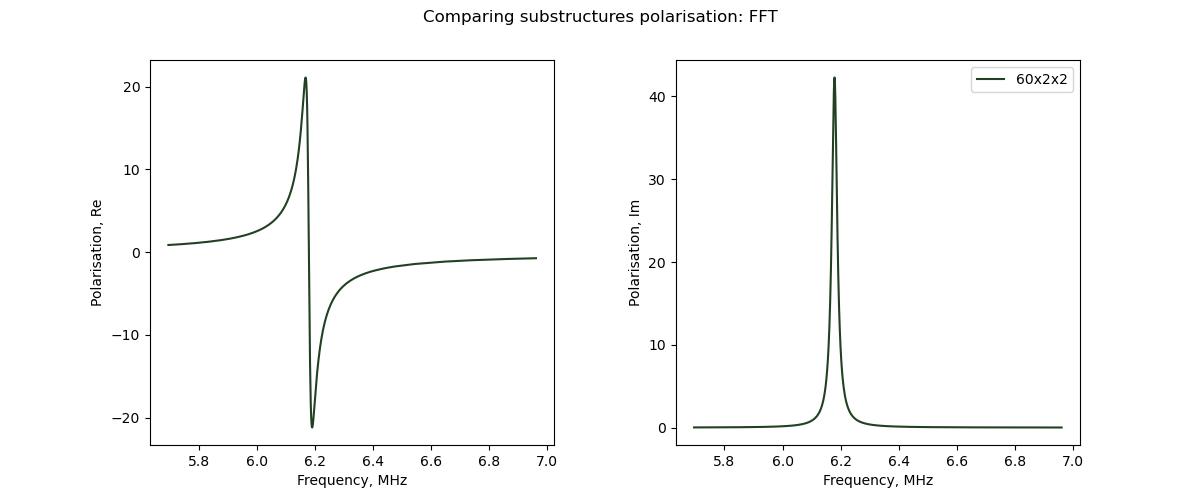 Comparing substructures polarisation: FFT
Polarisation, Re
20
10
0
−10
−20
5.8 6.0 6.2 6.4 6.6 6.8 7.0
Frequency, MHz
Polarisation, Im
40
30
20
10
0
5.8 6.0 6.2 6.4 6.6 6.8 7.0
Frequency, MHz
60x2x2